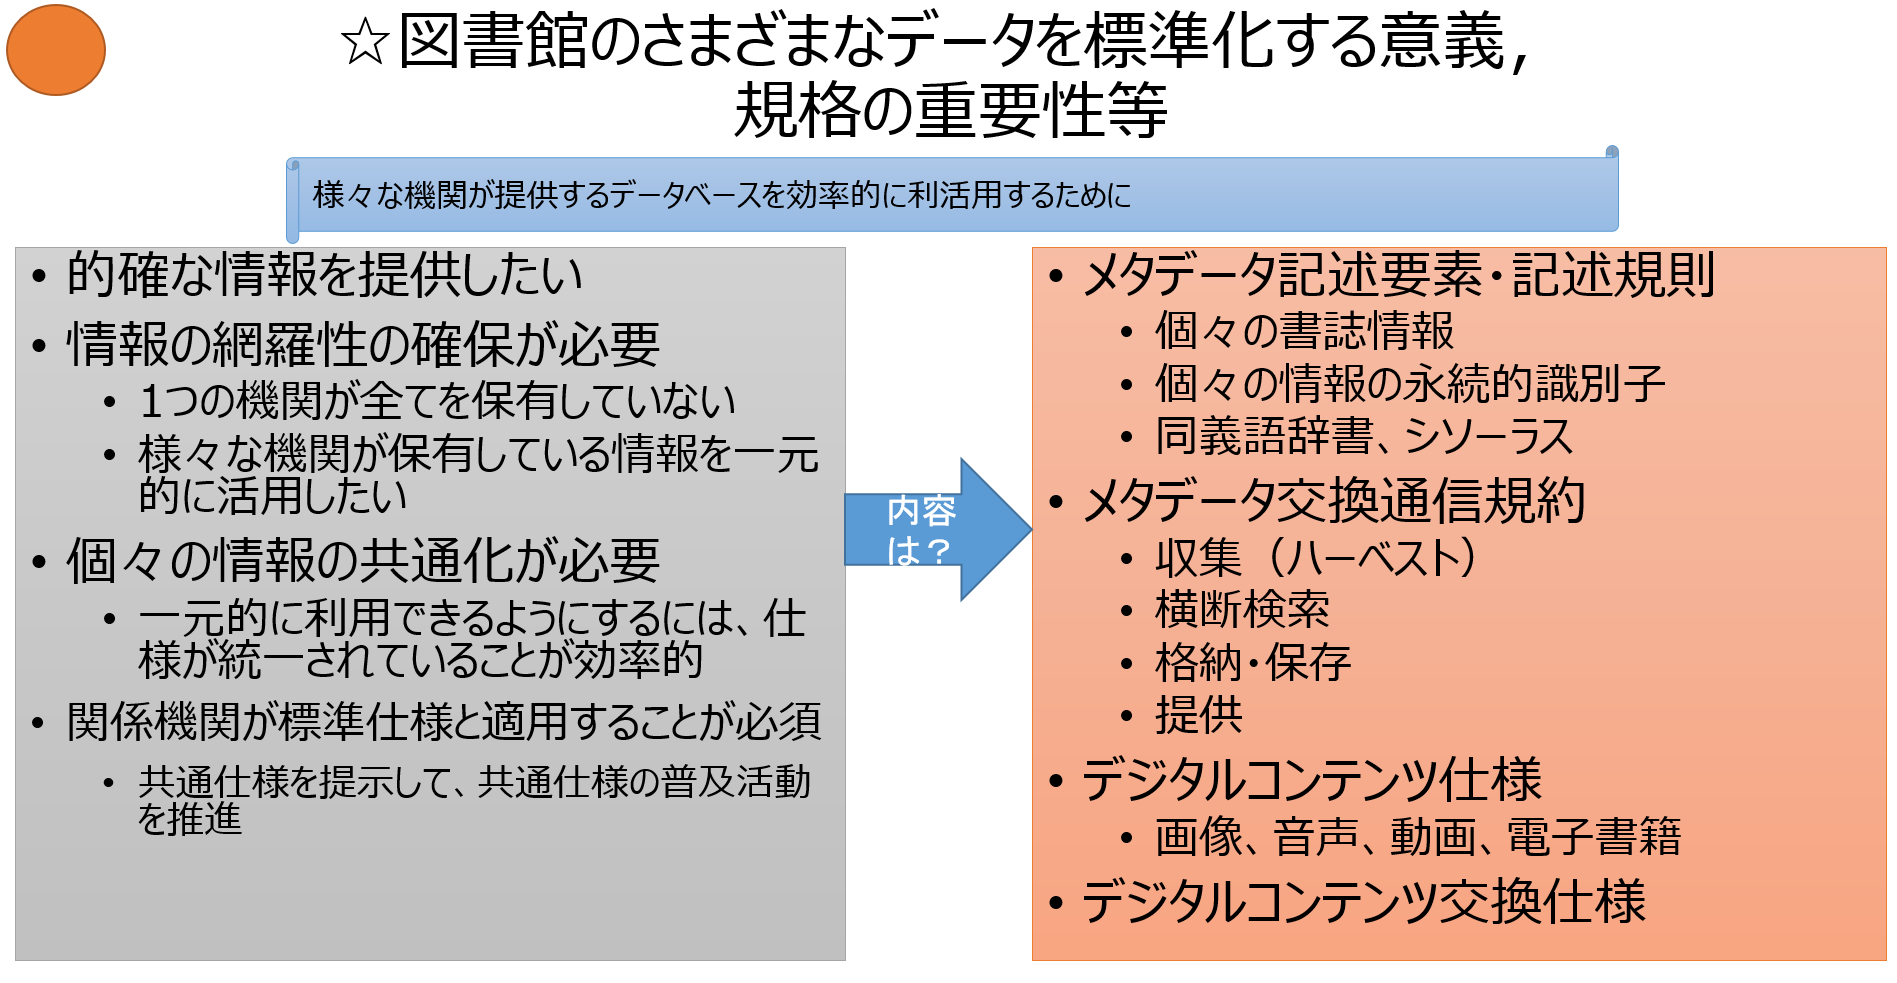 ☆図書館のさまざまなデータを標準化する意義,
規格の重要性等
様々な機関が提供するデータベースを効率的に利活用するために
• 的確な情報を提供したい
• 情報の網羅性の確保が必要
• 1つの機関が全てを保有していない
• 様々な機関が保有している情報を一元
的に活用したい
• 個々の情報の共通化が必要
• 一元的に利用できるようにするには、仕
様が統一されていることが効率的
• 関係機関が標準仕様と適用することが必須
• 共通仕様を提示して、共通仕様の普及活動
を推進
内容
は？
• メタデータ記述要素・記述規則
• 個々の書誌情報
• 個々の情報の永続的識別子
• 同義語辞書、シソーラス
• メタデータ交換通信規約
• 収集（ハーベスト）
• 横断検索
• 格納・保存
• 提供
• デジタルコンテンツ仕様
• 画像、音声、動画、電子書籍
• デジタルコンテンツ交換仕様